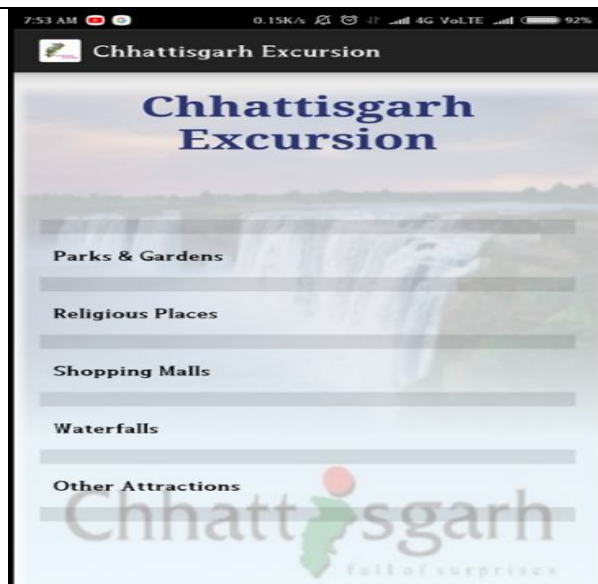 7:53 AM 0.15K/s 4G VoLTE 92%
Chhattisgarh Excursion
Chhattisgarh
Excursion
Parks & Gardens
Religious Places
Shopping Malls
Waterfalls
Other Attractions
Chhattisgarh
full of surprises